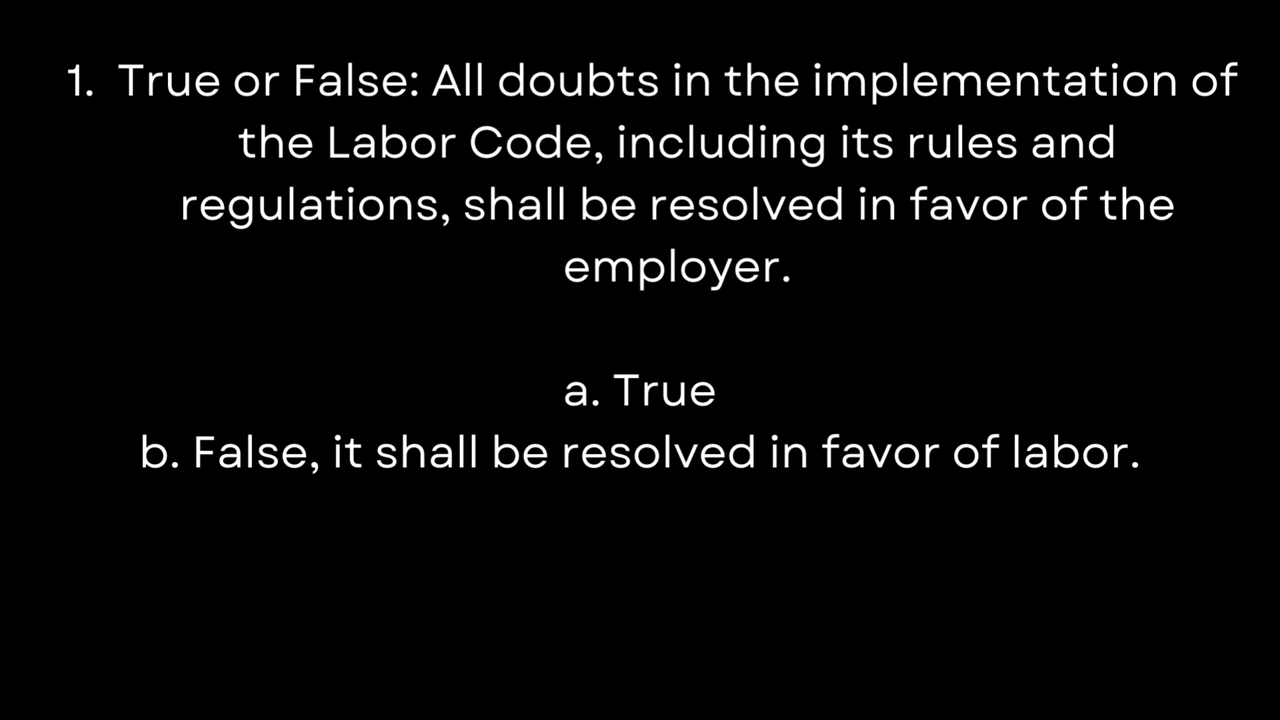 1. True or False: All doubts in the implementation of
the Labor Code, including its rules and
regulations, shall be resolved in favor of the
employer.
a. True
b. False, it shall be resolved in favor of labor.